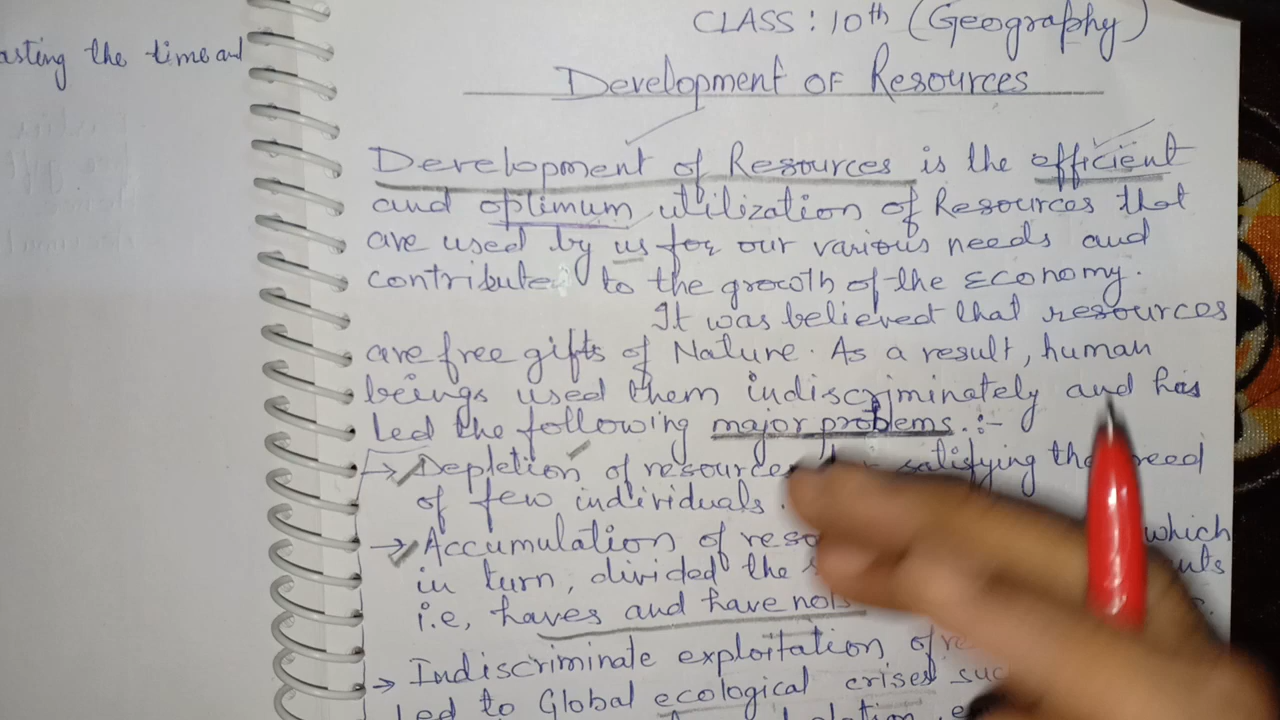 asting the time and
CLASS : 10th (Geography)
Development of Resources
Development of Resources is the efficient
and optimum utilization of Resources that
are used by us for our various needs and
contribute to the growth of the Economy.
It was believed that resources
are free gifts of Nature. As a result, human
beings used them indiscriminately and has
led the following major problems :-
→ Depletion of resources satisfying the
of few individuals.
→ Accumulation of which
in turn, divided the
i.e, haves and have nots
→ Indiscriminate exploitation of
led to Global ecological crises